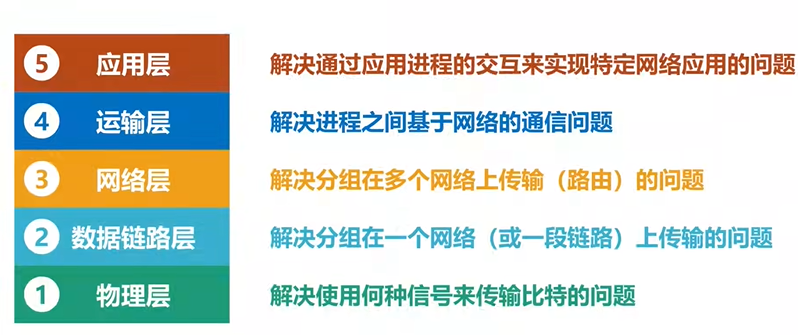 5 应用层 解决通过应用进程的交互来实现特定网络应用的问题
4 运输层 解决进程之间基于网络的通信问题
3 网络层 解决分组在多个网络上传输（路由）的问题
2 数据链路层 解决分组在一个网络（或一段链路）上传输的问题
1 物理层 解决使用何种信号来传输比特的问题